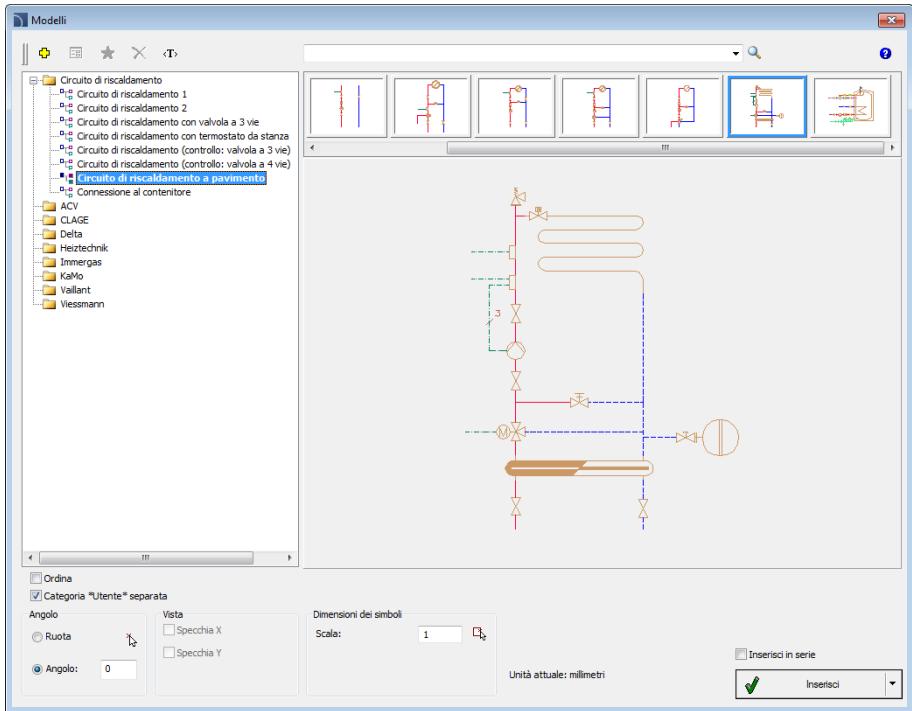 Modelli
‹T›
?
Circuito di riscaldamento
Circuito di riscaldamento 1
Circuito di riscaldamento 2
Circuito di riscaldamento con valvola a 3 vie
Circuito di riscaldamento con termostato da stanza
Circuito di riscaldamento (controllo: valvola a 3 vie)
Circuito di riscaldamento (controllo: valvola a 4 vie)
Circuito di riscaldamento a pavimento
Connessione al contenitore
ACV
CLAGE
Delta
Heiztechnik
Immergas
KaMo
Vaillant
Viessmann
3
M
Ordina
Categoria *Utente* separata
Angolo
Ruota
Angolo: 0
Vista
Specchia X
Specchia Y
Dimensioni dei simboli
Scala: 1
Unità attuale: millimetri
Inserisci in serie
Inserisci